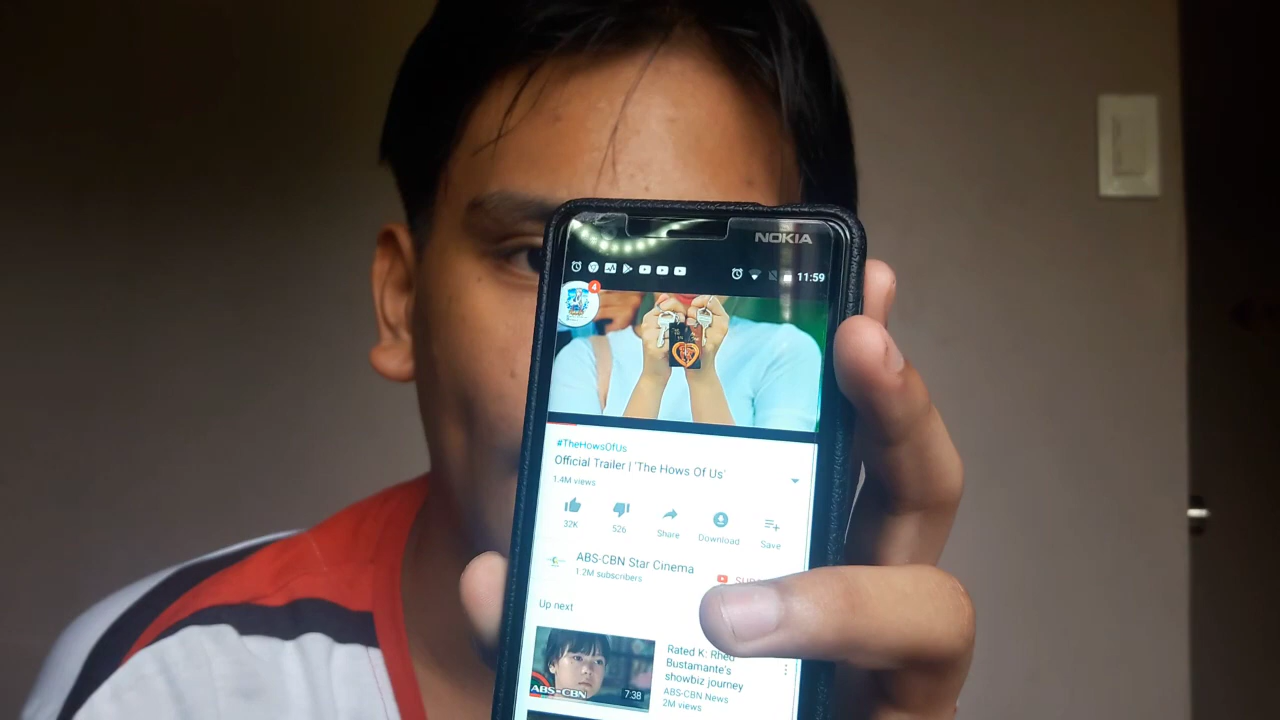 NOKIA
11:59
4
#TheHowsOfUs
Official Trailer | 'The Hows Of Us'
1.4M views
32K
526
Share
Download
Save
ABS-CBN Star Cinema
1.2M subscribers
Up next
Rated K: Rhed
Bustamante's
showbiz journey
ABS-CBN News
2M views
ABS-CBN
7:38